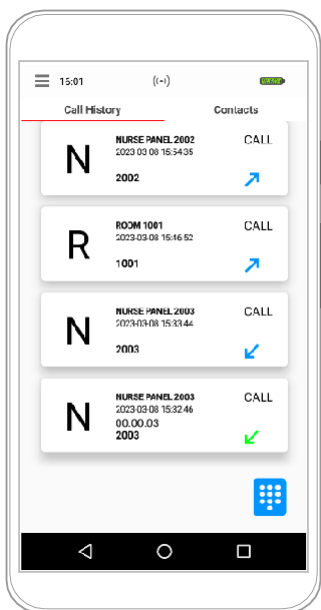 16:01
Call History
Contacts
N
NURSE PANEL 2002
2023-03-08 15:54:35
2002
CALL
R
ROOM 1001
2023-03-08 15:46:52
1001
CALL
N
NURSE PANEL 2003
2023-03-08 15:33:44
2003
CALL
N
NURSE PANEL 2003
2023-03-08 15:32:46
00.00.03
2003
CALL